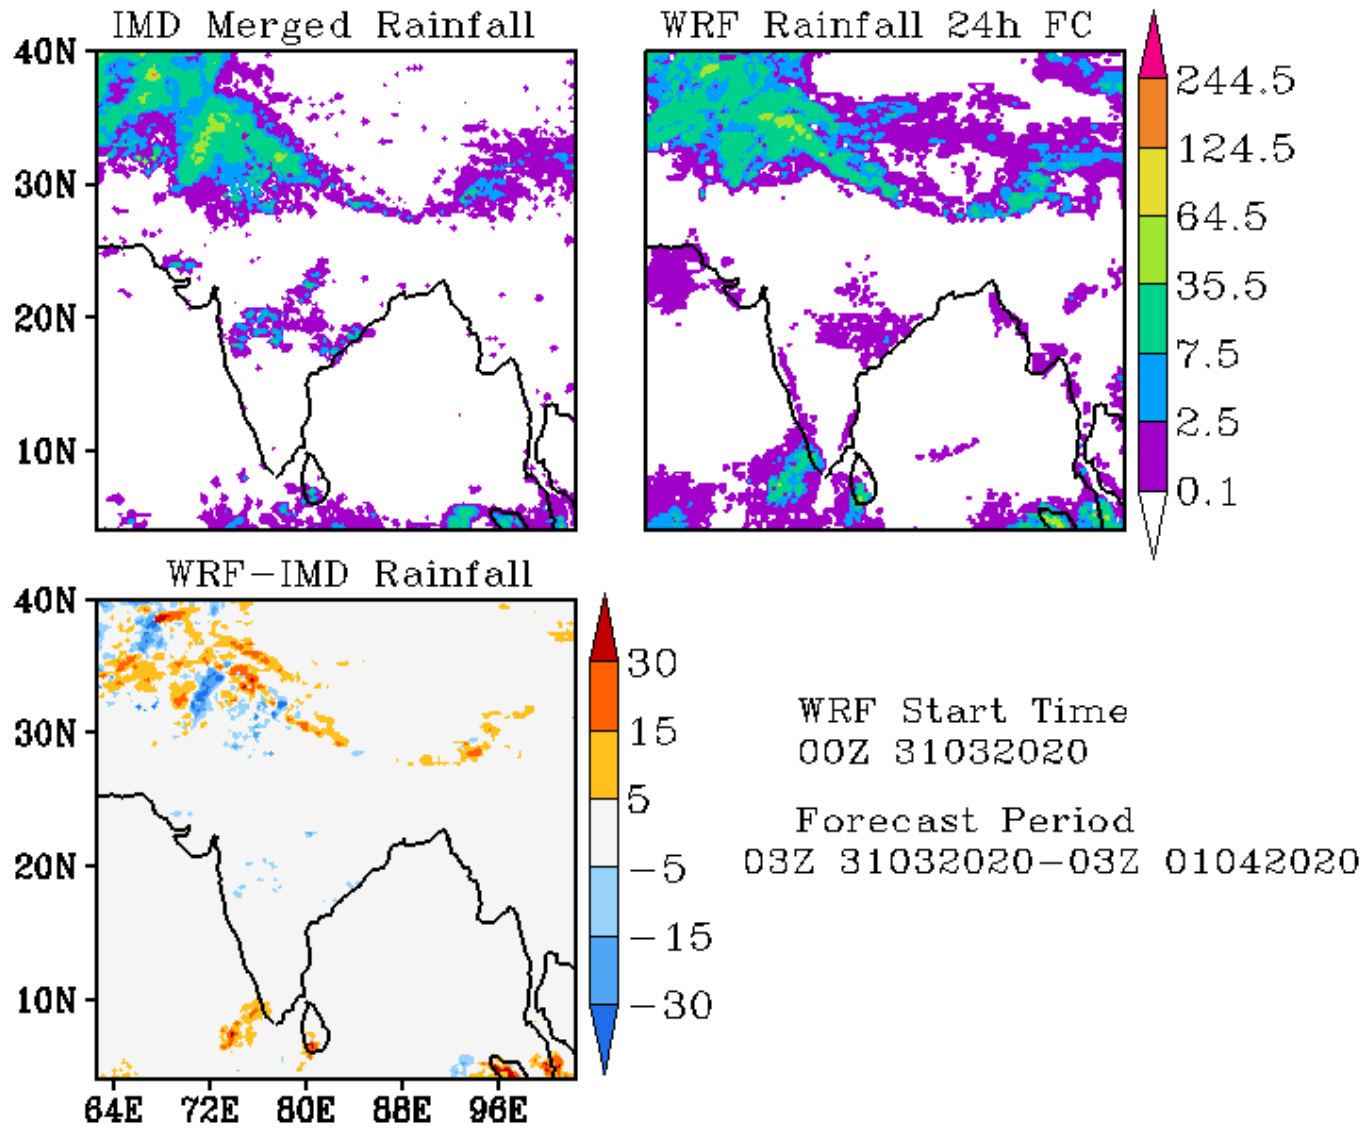 IMD Merged Rainfall
WRF Rainfall 24h FC
40N
30N
20N
10N
244.5
124.5
64.5
35.5
7.5
2.5
0.1
WRF-IMD Rainfall
40N
30N
20N
10N
64E 72E 80E 88E 96E
30
15
5
-5
-15
-30
WRF Start Time
00Z 31032020
Forecast Period
03Z 31032020-03Z 01042020